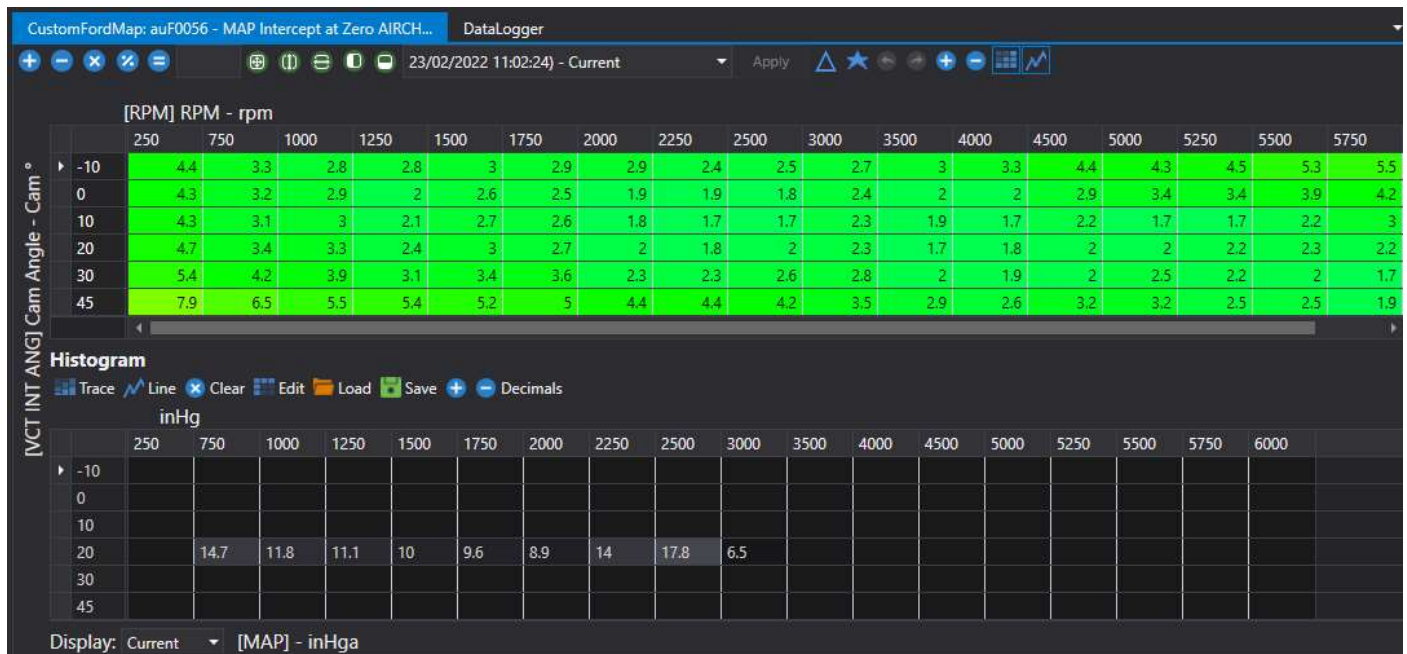 CustomFordMap: auF0056 - MAP Intercept at Zero AIRCH... DataLogger
23/02/2022 11:02:24) - Current Apply
[RPM] RPM - rpm
250 750 1000 1250 1500 1750 2000 2250 2500 3000 3500 4000 4500 5000 5250 5500 5750
-10 4.4 3.3 2.8 2.8 3 2.9 2.9 2.4 2.5 2.7 3 3.3 4.4 4.3 4.5 5.3 5.5
0 4.3 3.2 2.9 2 2.6 2.5 1.9 1.9 1.8 2.4 2 2 2.9 3.4 3.4 3.9 4.2
10 4.3 3.1 3 2.1 2.7 2.6 1.8 1.7 1.7 2.3 1.9 1.7 2.2 1.7 1.7 2.2 3
20 4.7 3.4 3.3 2.4 3 2.7 2 1.8 2 2.3 1.7 1.8 2 2 2.2 2.3 2.2
30 5.4 4.2 3.9 3.1 3.4 3.6 2.3 2.3 2.6 2.8 2 1.9 2 2.5 2.2 2 1.7
45 7.9 6.5 5.5 5.4 5.2 5 4.4 4.4 4.2 3.5 2.9 2.6 3.2 3.2 2.5 2.5 1.9
[VCT INT ANG] Cam Angle - Cam °
Histogram
Trace Line Clear Edit Load Save Decimals
inHg
250 750 1000 1250 1500 1750 2000 2250 2500 3000 3500 4000 4500 5000 5250 5500 5750 6000
-10
0
10
20 14.7 11.8 11.1 10 9.6 8.9 14 17.8 6.5
30
45
Display: Current [MAP] - inHga